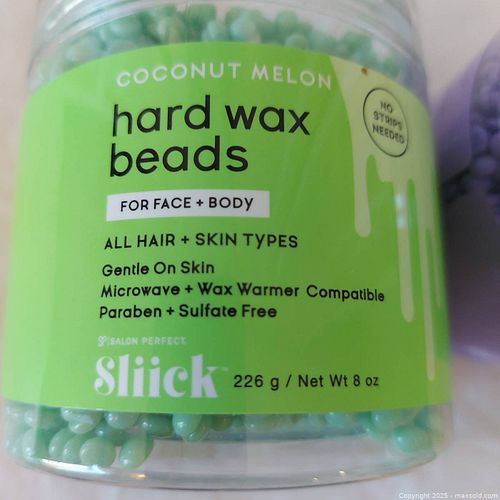 COCONUT MELON
hard wax
beads
NO
STRIPS
NEEDED
FOR FACE + BODY
ALL HAIR + SKIN TYPES
Gentle On Skin
Microwave + Wax Warmer Compatible
Paraben + Sulfate Free
SALON PERFECT.
Sliick™
226 g / Net Wt 8 oz
Copyright 2025 - maxsold.com